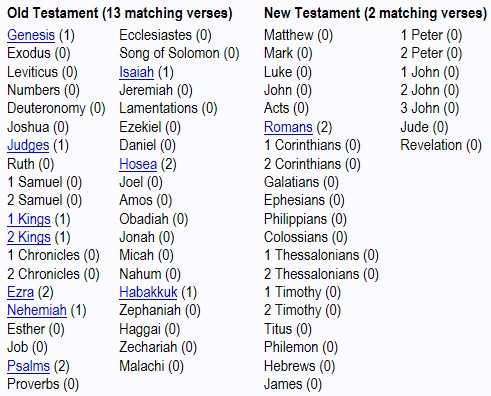 Old Testament (13 matching verses)
Genesis (1)
Exodus (0)
Leviticus (0)
Numbers (0)
Deuteronomy (0)
Joshua (0)
Judges (1)
Ruth (0)
1 Samuel (0)
2 Samuel (0)
1 Kings (1)
2 Kings (1)
1 Chronicles (0)
2 Chronicles (0)
Ezra (2)
Nehemiah (1)
Esther (0)
Job (0)
Psalms (2)
Proverbs (0)
Ecclesiastes (0)
Song of Solomon (0)
Isaiah (1)
Jeremiah (0)
Lamentations (0)
Ezekiel (0)
Daniel (0)
Hosea (2)
Joel (0)
Amos (0)
Obadiah (0)
Jonah (0)
Micah (0)
Nahum (0)
Habakkuk (1)
Zephaniah (0)
Haggai (0)
Zechariah (0)
Malachi (0)
New Testament (2 matching verses)
Matthew (0)
Mark (0)
Luke (0)
John (0)
Acts (0)
Romans (2)
1 Corinthians (0)
2 Corinthians (0)
Galatians (0)
Ephesians (0)
Philippians (0)
Colossians (0)
1 Thessalonians (0)
2 Thessalonians (0)
1 Timothy (0)
2 Timothy (0)
Titus (0)
Philemon (0)
Hebrews (0)
James (0)
1 Peter (0)
2 Peter (0)
1 John (0)
2 John (0)
3 John (0)
Jude (0)
Revelation (0)